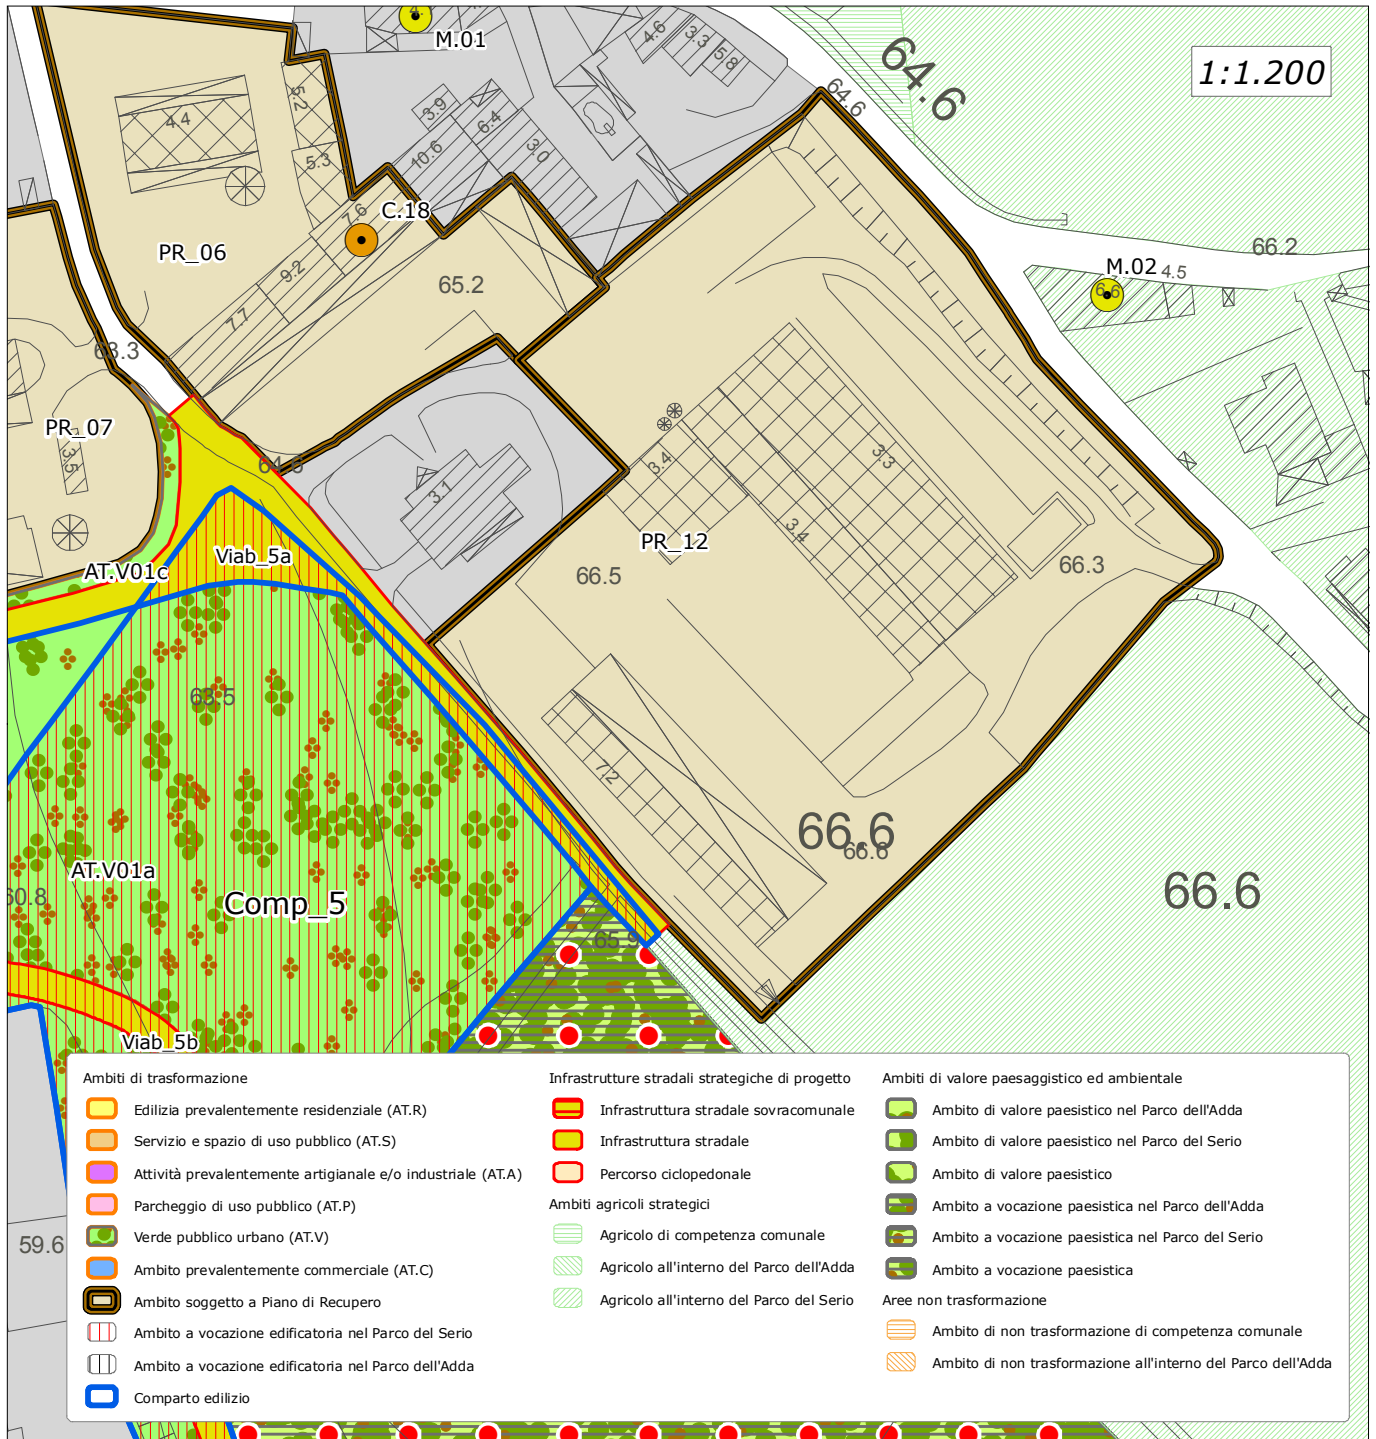 M.01
4.6
3.3
5.8
64.6
64.6
1:1.200
4.4
5.2
3.9
6.4
10.6
3.0
5.3
7.6
C.18
PR_06
9.2
65.2
7.7
M.02
4.5
66.2
6.6
63.3
PR_07
3.5
64.6
3.1
3.4
3.3
3.4
PR_12
66.5
66.3
Viab_5a
AT.V01c
63.5
7.2
66.6
66.6
66.6
AT.V01a
60.8
Comp_5
65.9
Viab_5b
59.6
Ambiti di trasformazione
Edilizia prevalentemente residenziale (AT.R)
Servizio e spazio di uso pubblico (AT.S)
Attività prevalentemente artigianale e/o industriale (AT.A)
Parcheggio di uso pubblico (AT.P)
Verde pubblico urbano (AT.V)
Ambito prevalentemente commerciale (AT.C)
Ambito soggetto a Piano di Recupero
Ambito a vocazione edificatoria nel Parco del Serio
Ambito a vocazione edificatoria nel Parco dell'Adda
Comparto edilizio
Infrastrutture stradali strategiche di progetto
Infrastruttura stradale sovracomunale
Infrastruttura stradale
Percorso ciclopedonale
Ambiti agricoli strategici
Agricolo di competenza comunale
Agricolo all'interno del Parco dell'Adda
Agricolo all'interno del Parco del Serio
Ambiti di valore paesaggistico ed ambientale
Ambito di valore paesistico nel Parco dell'Adda
Ambito di valore paesistico nel Parco del Serio
Ambito di valore paesistico
Ambito a vocazione paesistica nel Parco dell'Adda
Ambito a vocazione paesistica nel Parco del Serio
Ambito a vocazione paesistica
Aree non trasformazione
Ambito di non trasformazione di competenza comunale
Ambito di non trasformazione all'interno del Parco dell'Adda